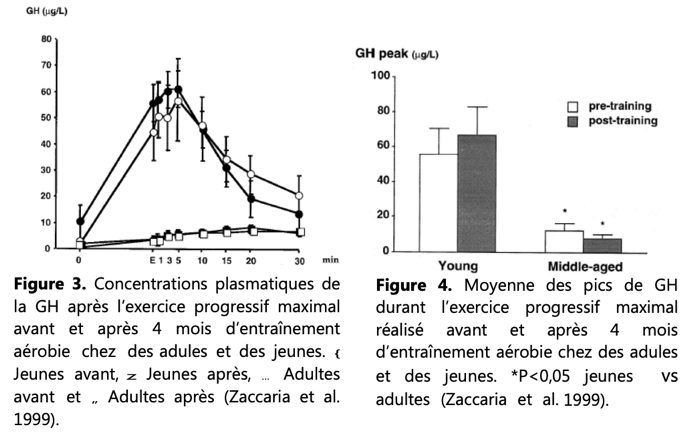 GH (µg/L)
80
70
60
50
40
30
20
10
0
0 E 1 3 5 10 15 20 30 min
Figure 3. Concentrations plasmatiques de
la GH après l'exercice progressif maximal
avant et après 4 mois d'entraînement
aérobie chez des adules et des jeunes. {
Jeunes avant, z Jeunes après, ... Adultes
avant et „ Adultes après (Zaccaria et al.
1999).
GH peak (µg/L)
100
80
60
40
20
0
pre-training
post-training
* *
Young Middle-aged
Figure 4. Moyenne des pics de GH
durant l'exercice progressif maximal
réalisé avant et après 4 mois
d'entraînement aérobie chez des adules
et des jeunes. *P<0,05 jeunes vs
adultes (Zaccaria et al. 1999).